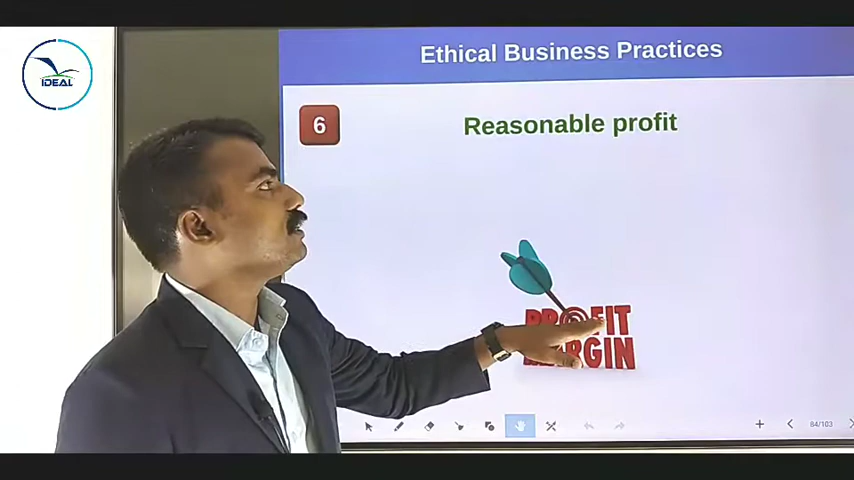 IDEAL
Ethical Business Practices
6
Reasonable profit
PROFIT
MARGIN
84/103